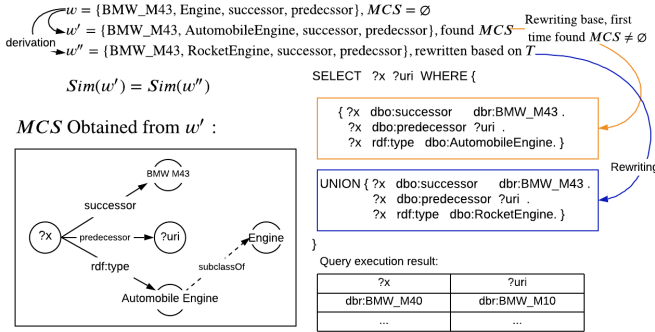 w = {BMW_M43, Engine, successor, predecssor}, MCS = ∅
w′ = {BMW_M43, AutomobileEngine, successor, predecssor}, found MCS
w″ = {BMW_M43, RocketEngine, successor, predecssor}, rewritten based on T
derivation
Rewriting base, first
time found MCS ≠ ∅
Sim(w′) = Sim(w″)
MCS Obtained from w′ :
BMW M43
successor
?x
predecessor
?uri
Engine
rdf:type
subclassOf
Automobile Engine
SELECT ?x ?uri WHERE {
{ ?x dbo:successor dbr:BMW_M43 .
?x dbo:predecessor ?uri .
?x rdf:type dbo:AutomobileEngine. }
Rewriting
UNION { ?x dbo:successor dbr:BMW_M43 .
?x dbo:predecessor ?uri .
?x rdf:type dbo:RocketEngine. }
}
Query execution result:
?x ?uri
dbr:BMW_M40 dbr:BMW_M10
... ...